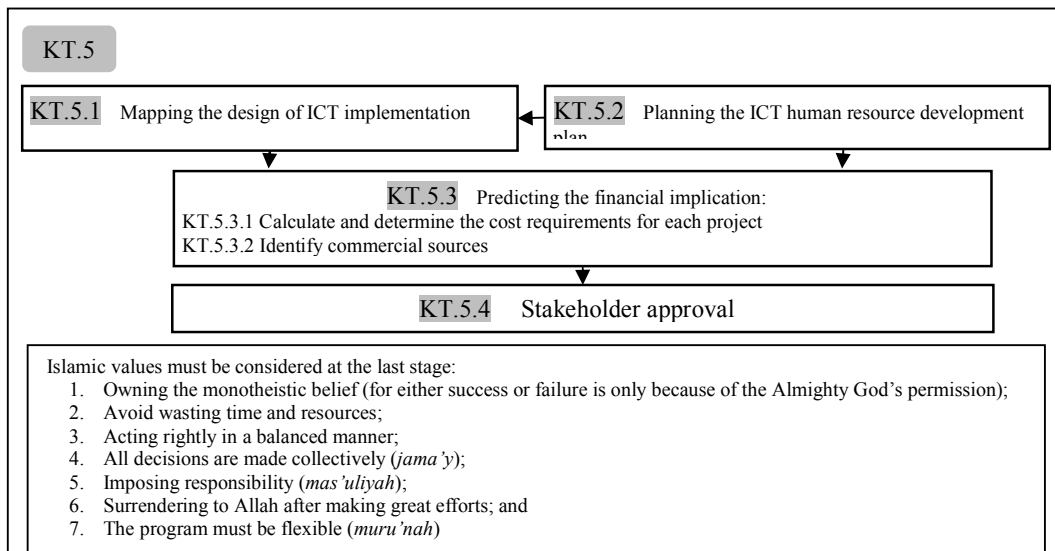 KT.5
KT.5.1 Mapping the design of ICT implementation
KT.5.2 Planning the ICT human resource development
plan
KT.5.3 Predicting the financial implication:
KT.5.3.1 Calculate and determine the cost requirements for each project
KT.5.3.2 Identify commercial sources
KT.5.4 Stakeholder approval
Islamic values must be considered at the last stage:
1. Owning the monotheistic belief (for either success or failure is only because of the Almighty God’s permission);
2. Avoid wasting time and resources;
3. Acting rightly in a balanced manner;
4. All decisions are made collectively (jama’y);
5. Imposing responsibility (mas’uliyah);
6. Surrendering to Allah after making great efforts; and
7. The program must be flexible (muru’nah)